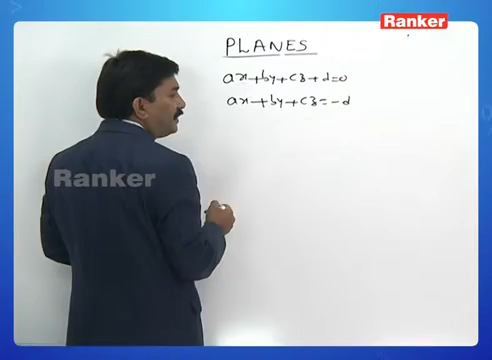 Ranker
PLANES
ax+by+cz+d=0
ax+by+cz=-d
Ranker